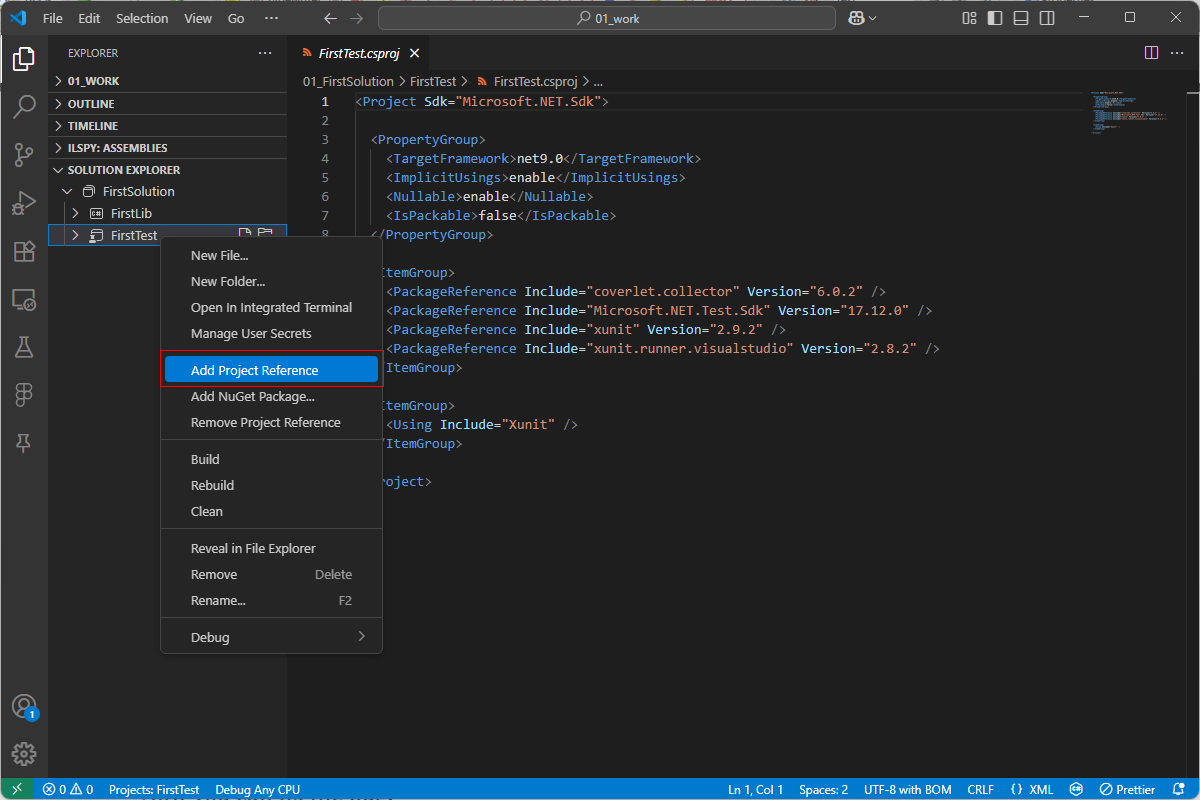 File Edit Selection View Go ··· 01_work
EXPLORER ···
FirstTest.csproj
01_WORK
01_FirstSolution > FirstTest > FirstTest.csproj > ...
OUTLINE
TIMELINE
ILSPY: ASSEMBLIES
SOLUTION EXPLORER
FirstSolution
FirstLib
FirstTest
1 <Project Sdk="Microsoft.NET.Sdk">
2
3 <PropertyGroup>
4 <TargetFramework>net9.0</TargetFramework>
5 <ImplicitUsings>enable</ImplicitUsings>
6 <Nullable>enable</Nullable>
7 <IsPackable>false</IsPackable>
8 </PropertyGroup>
temGroup>
<PackageReference Include="coverlet.collector" Version="6.0.2" />
<PackageReference Include="Microsoft.NET.Test.Sdk" Version="17.12.0" />
<PackageReference Include="xunit" Version="2.9.2" />
<PackageReference Include="xunit.runner.visualstudio" Version="2.8.2" />
ItemGroup>
temGroup>
<Using Include="Xunit" />
ItemGroup>
oject>
New File...
New Folder...
Open In Integrated Terminal
Manage User Secrets
Add Project Reference
Add NuGet Package...
Remove Project Reference
Build
Rebuild
Clean
Reveal in File Explorer
Remove Delete
Rename... F2
Debug
1
0 0 Projects: FirstTest Debug Any CPU Ln 1, Col 1 Spaces: 2 UTF-8 with BOM CRLF {} XML Prettier